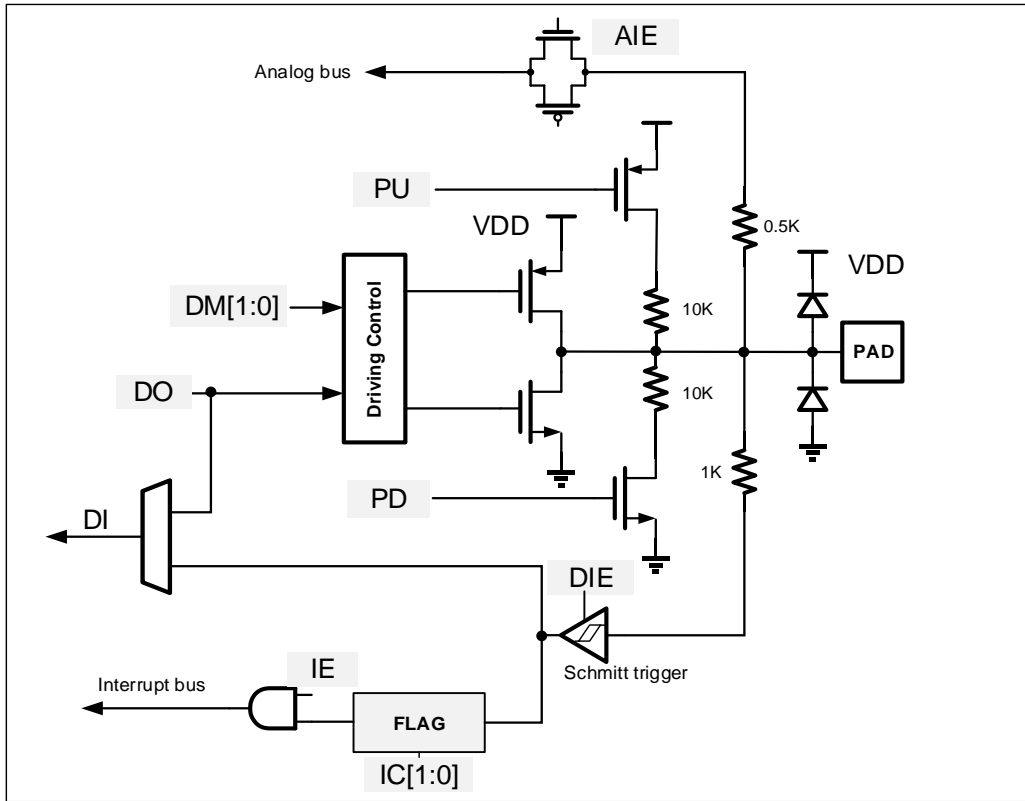 AIE
Analog bus
PU
VDD
0.5K
VDD
DM[1:0]
10K
Driving Control
PAD
DO
10K
1K
PD
DI
DIE
Schmitt trigger
IE
Interrupt bus
FLAG
IC[1:0]